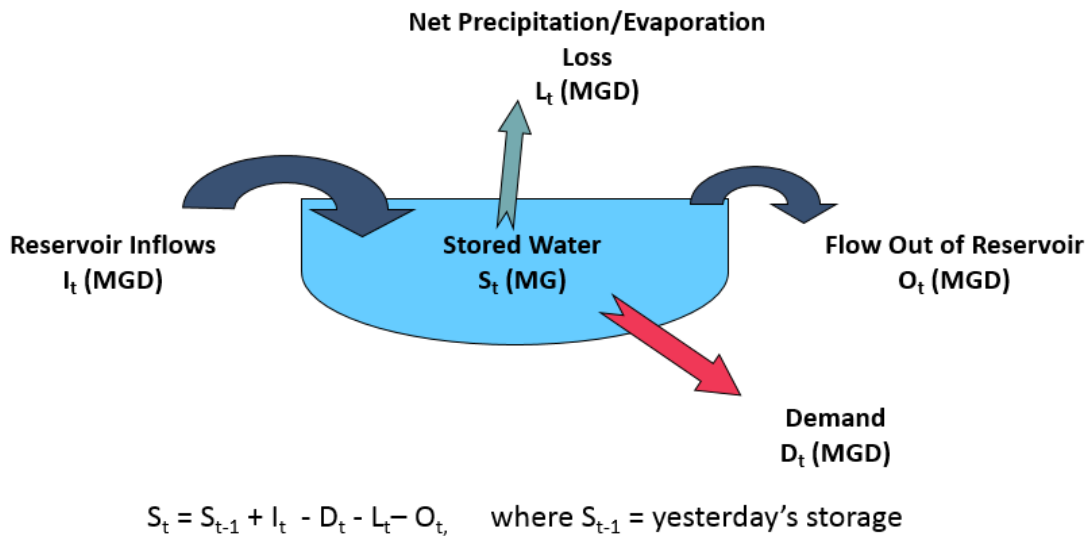 Net Precipitation/Evaporation
Loss
Lt (MGD)
Reservoir Inflows
It (MGD)
Stored Water
St (MG)
Flow Out of Reservoir
Ot (MGD)
Demand
Dt (MGD)
St = St-1 + It - Dt - Lt– Ot, where St-1 = yesterday’s storage